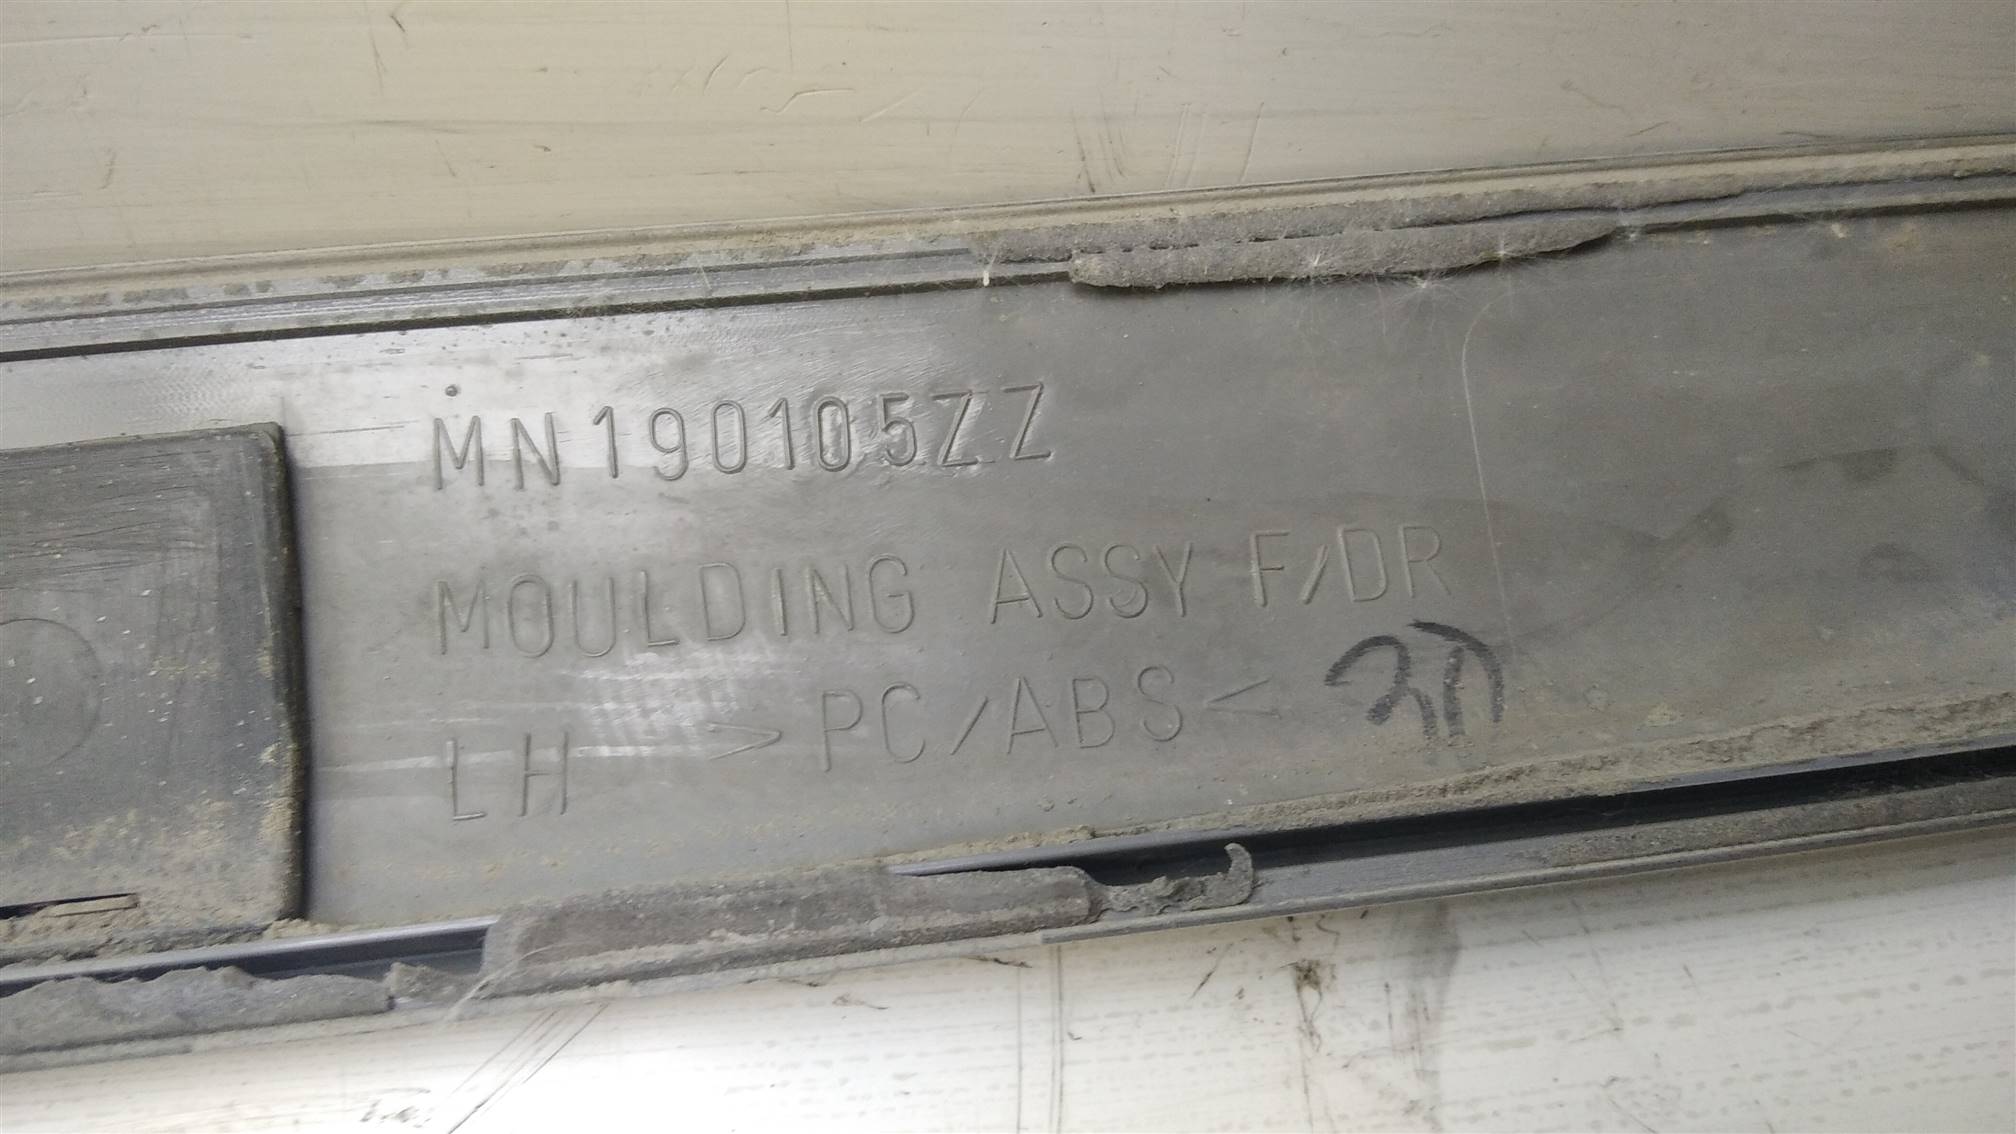 MN190105ZZ
MOULDING ASSY F/DR
LH >PC/ABS<